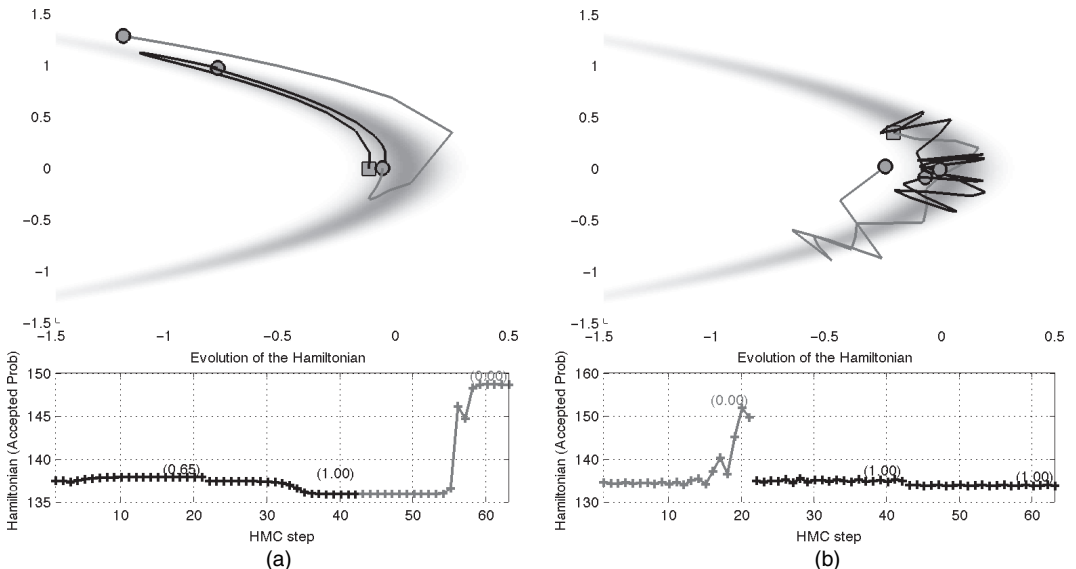 1.5
1
0.5
0
−0.5
−1
−1.5
−1.5 −1 −0.5 0 0.5
Evolution of the Hamiltonian
Hamiltonian (Accepted Prob)
150
145
140
135
(0.65)
(1.00)
(0.00)
10 20 30 40 50 60
HMC step
(a)
1.5
1
0.5
0
−0.5
−1
−1.5
−1.5 −1 −0.5 0 0.5
Evolution of the Hamiltonian
Hamiltonian (Accepted Prob)
160
150
140
130
(0.00)
(1.00)
(1.00)
10 20 30 40 50 60
HMC step
(b)